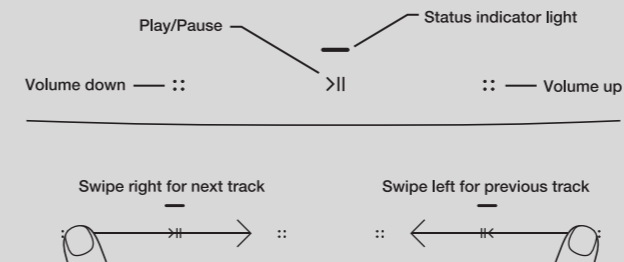 Status indicator light
Play/Pause
Volume down
Volume up
Swipe right for next track
Swipe left for previous track